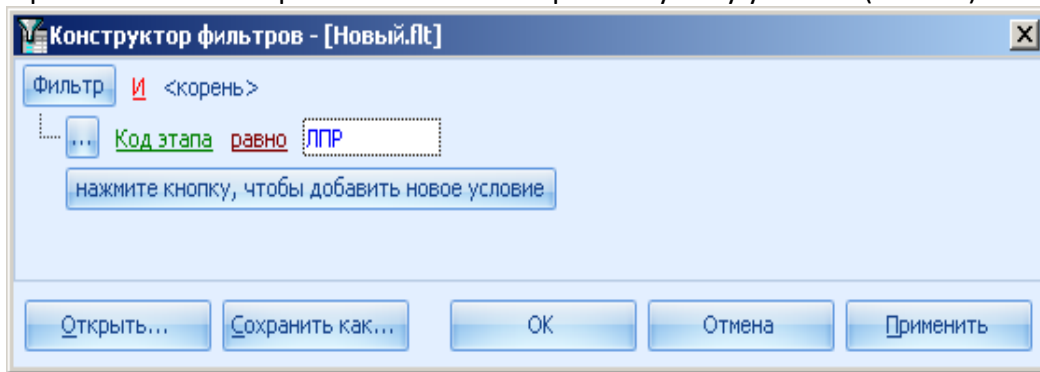 Конструктор фильтров - [Новый.flt]
Фильтр И <корень>
... Код этапа равно ЛПР
нажмите кнопку, чтобы добавить новое условие
Открыть... Сохранить как... ОК Отмена Применить